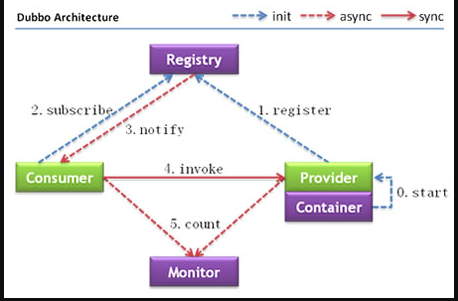 Dubbo Architecture
init
async
sync
Registry
2. subscribe
1. register
3. notify
4. invoke
Consumer
Provider
0. start
Container
5. count
Monitor